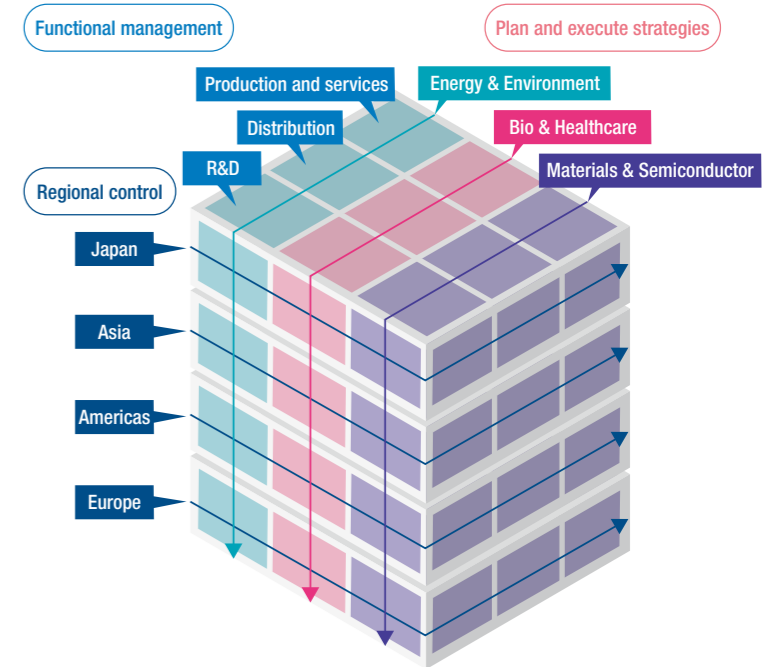 Functional management
Plan and execute strategies
Production and services
Energy & Environment
Distribution
Bio & Healthcare
R&D
Materials & Semiconductor
Regional control
Japan
Asia
Americas
Europe